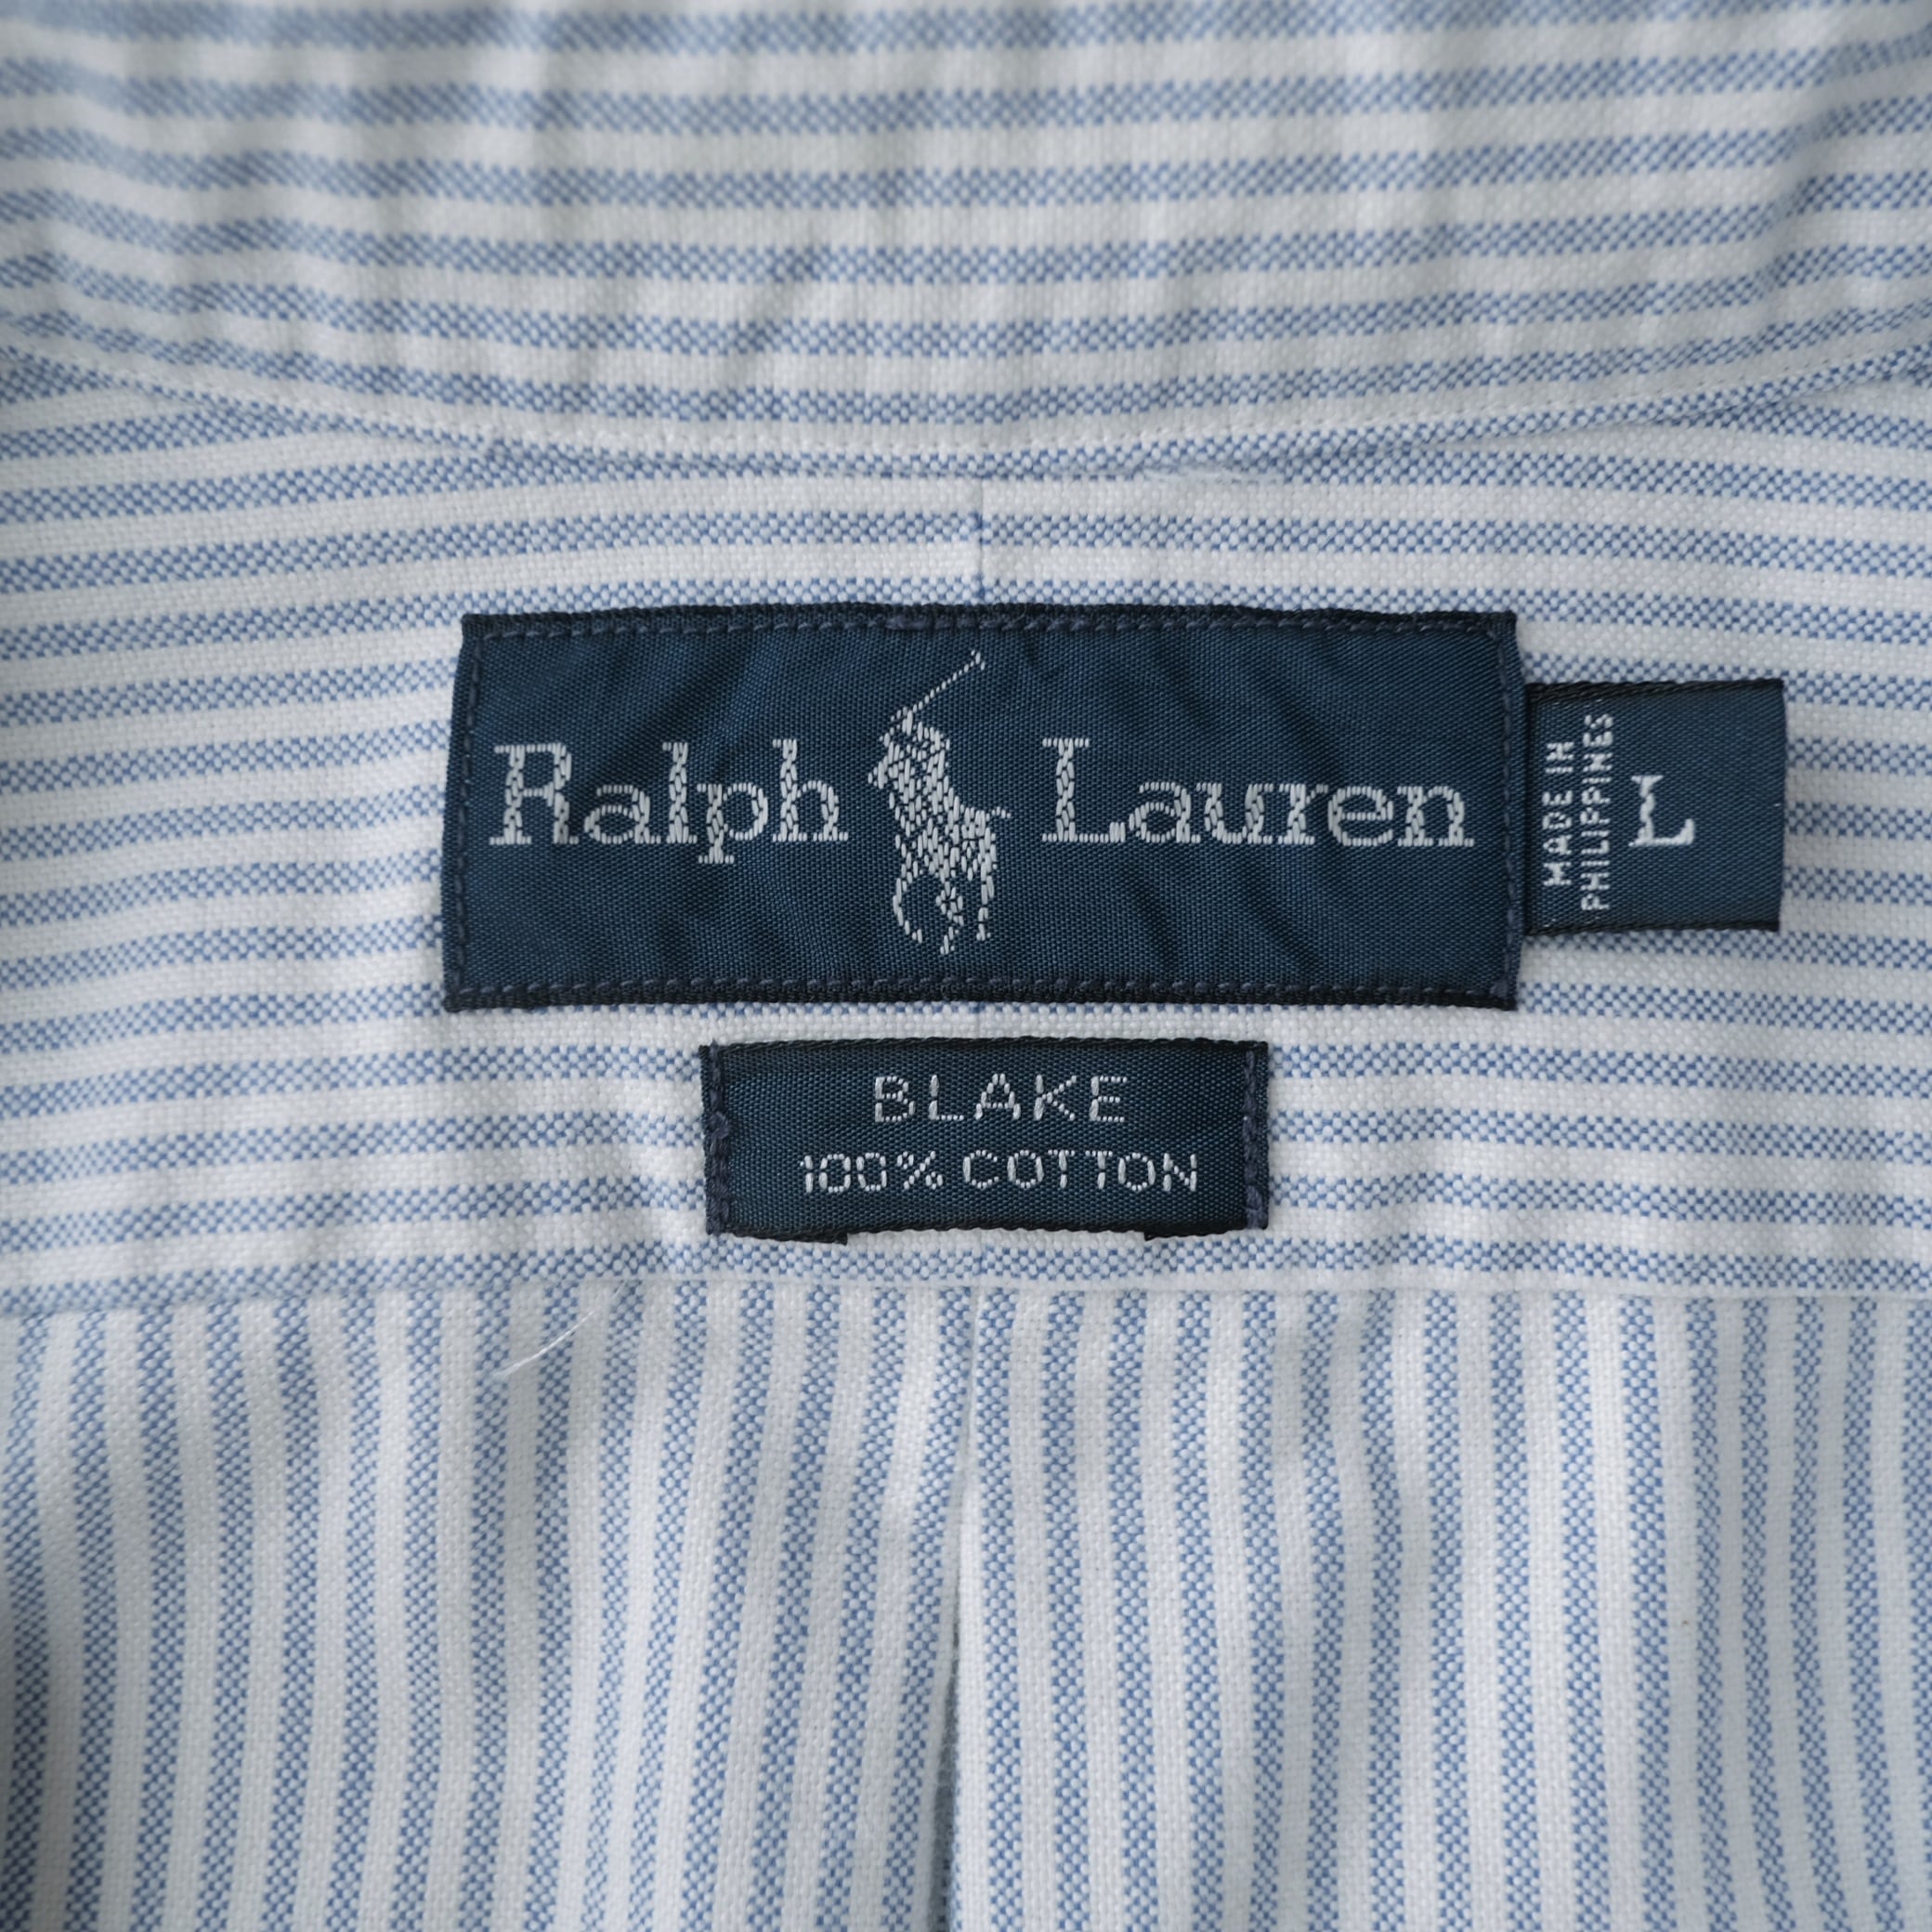 Ralph Lauren
MADE IN
PHILIPPINES
L
BLAKE
100% COTTON